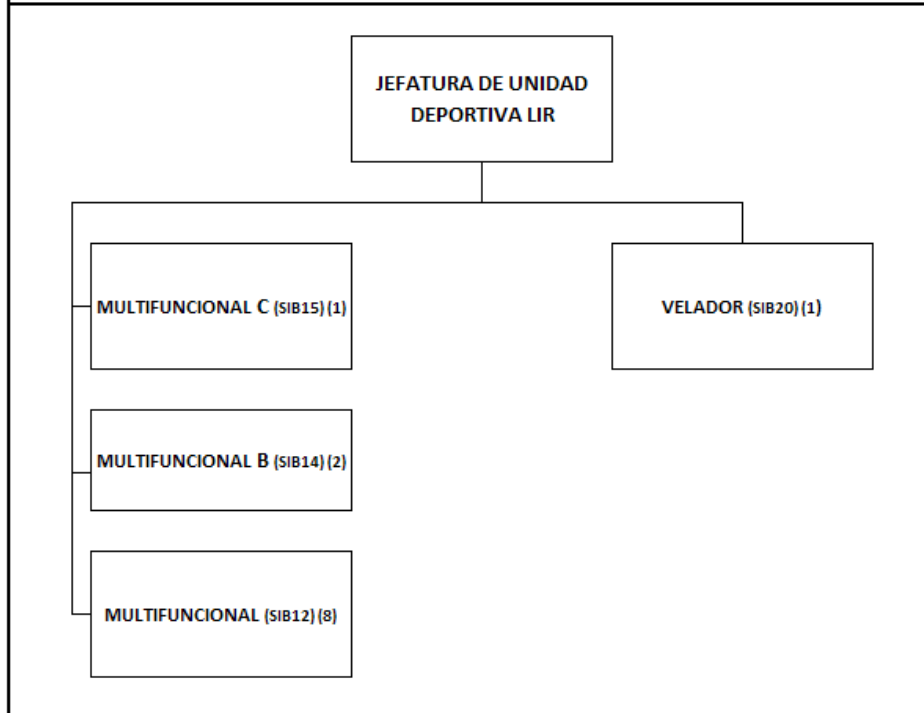 JEFATURA DE UNIDAD
DEPORTIVA LIR
MULTIFUNCIONAL C (SIB15)(1)
VELADOR (SIB20)(1)
MULTIFUNCIONAL B (SIB14)(2)
MULTIFUNCIONAL (SIB12)(8)